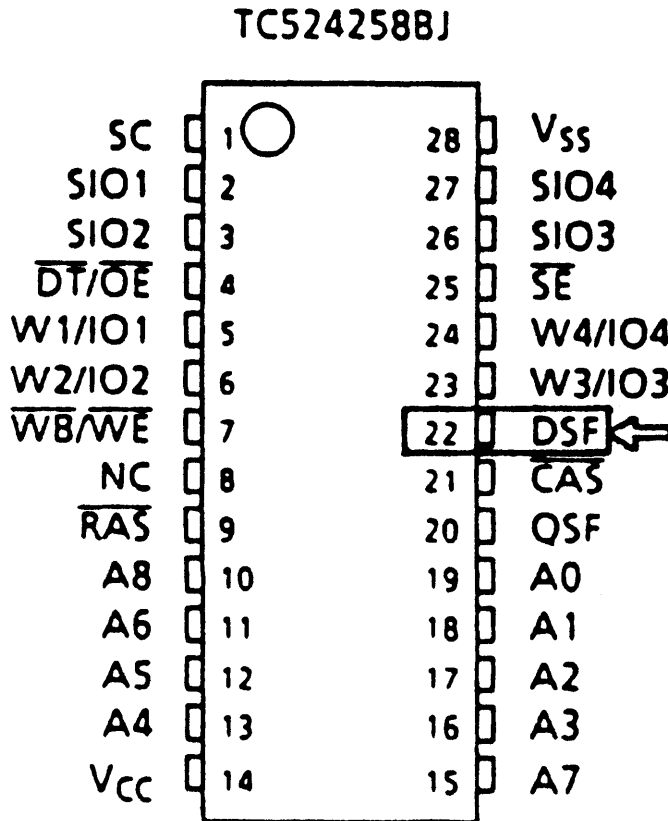 TC524258BJ
SC 1 28 VSS
SIO1 2 27 SIO4
SIO2 3 26 SIO3
DT/OE 4 25 SE
W1/IO1 5 24 W4/IO4
W2/IO2 6 23 W3/IO3
WB/WE 7 22 DSF
NC 8 21 CAS
RAS 9 20 QSF
A8 10 19 A0
A6 11 18 A1
A5 12 17 A2
A4 13 16 A3
VCC 14 15 A7